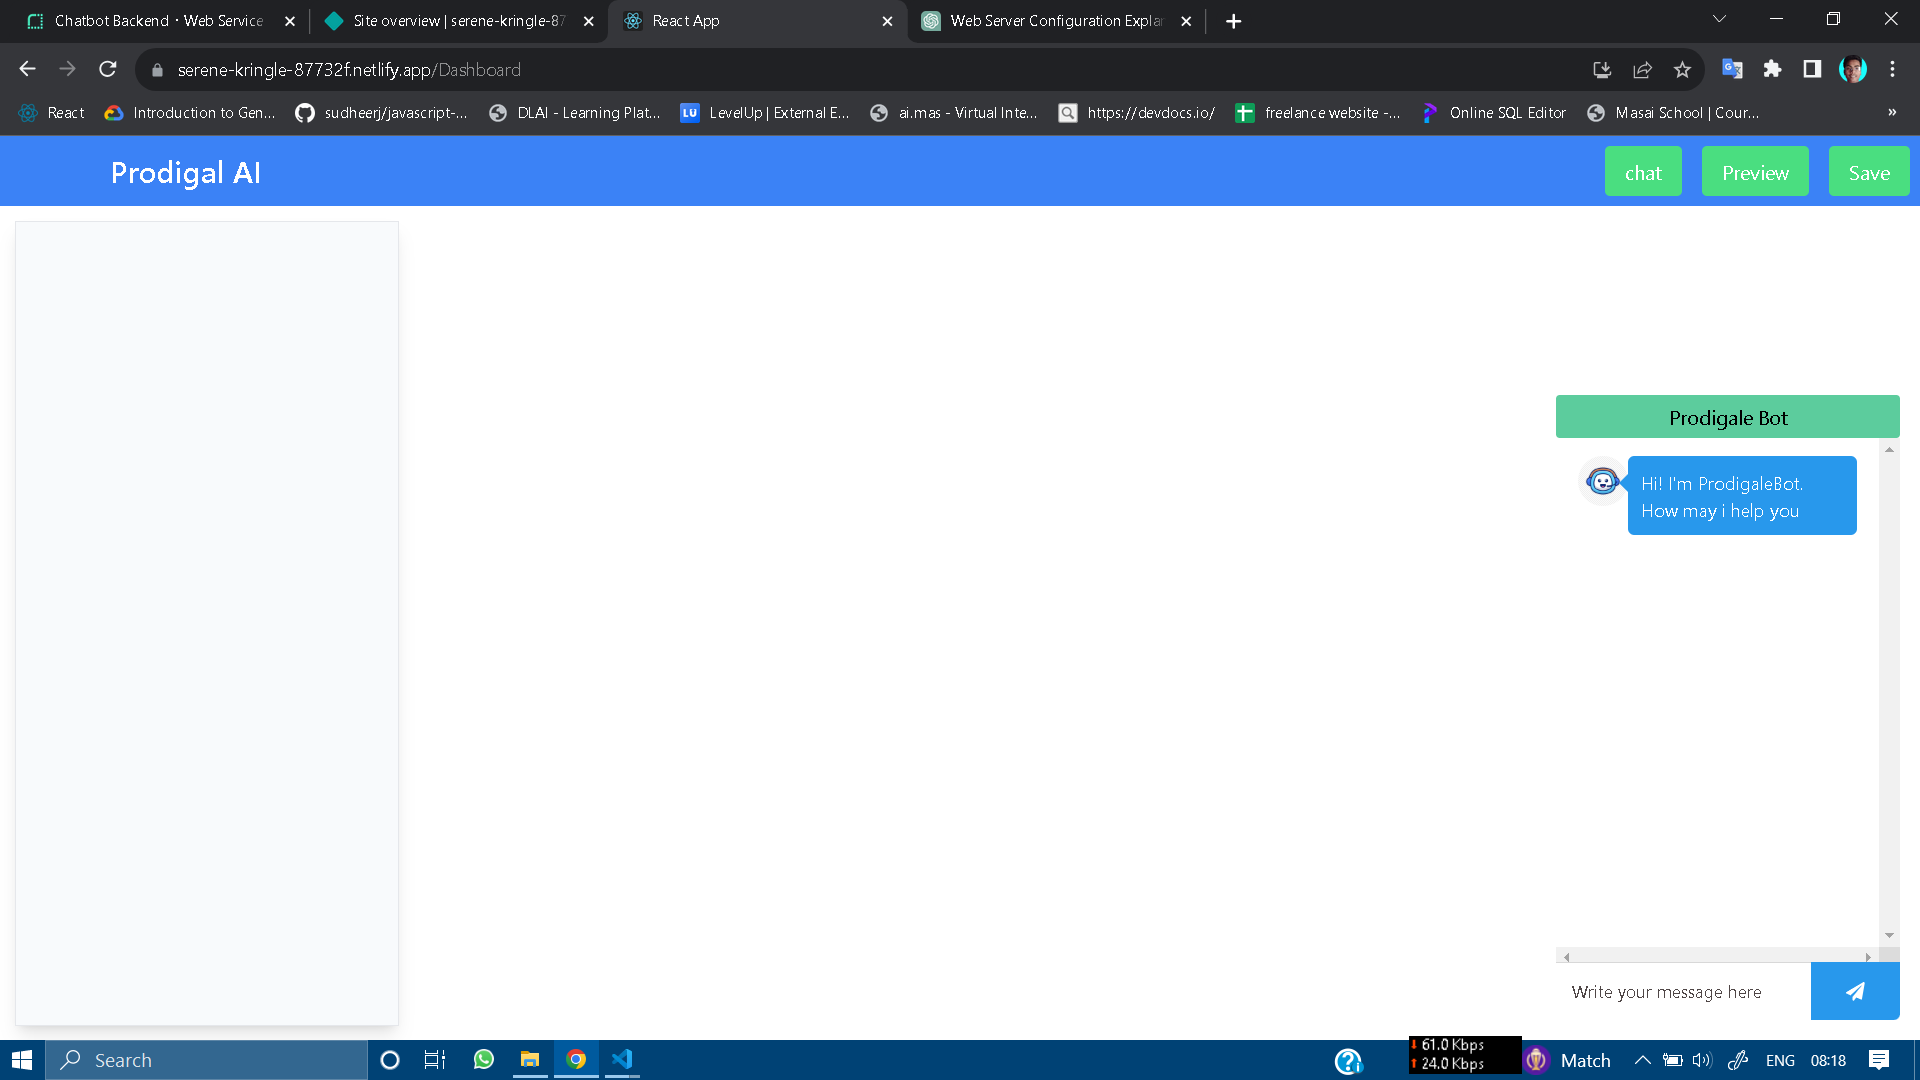 Chatbot Backend · Web Service
Site overview | serene-kringle-87
React App
Web Server Configuration Expla
serene-kringle-87732f.netlify.app/Dashboard
React
Introduction to Gen...
sudheerj/javascript-...
DLAI - Learning Plat...
LU
LevelUp | External E...
ai.mas - Virtual Inte...
https://devdocs.io/
freelance website -...
Online SQL Editor
Masai School | Cour...
»
Prodigal AI
chat
Preview
Save
Prodigale Bot
Hi! I'm ProdigaleBot.
How may i help you
Write your message here
Search
61.0 Kbps
24.0 Kbps
Match
ENG
08:18